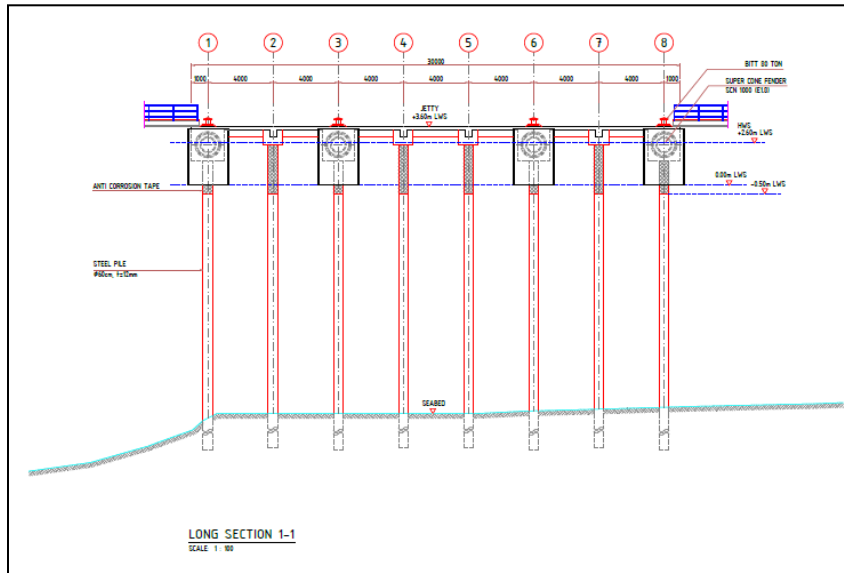 1 2 3 4 5 6 7 8
BITT 80 TON
30000
SUPER CONE FENDER
SCN 1000 (E1.0)
1000 4000 4000 4000 4000 4000 4000 4000 1000
JETTY
+3.60m LWS
HWS
+2.60m LWS
0.00m LWS
-0.50m LWS
ANTI CORROSION TAPE
STEEL PILE
Ø60cm, t=12mm
SEABED
LONG SECTION 1-1
SCALE 1 : 100